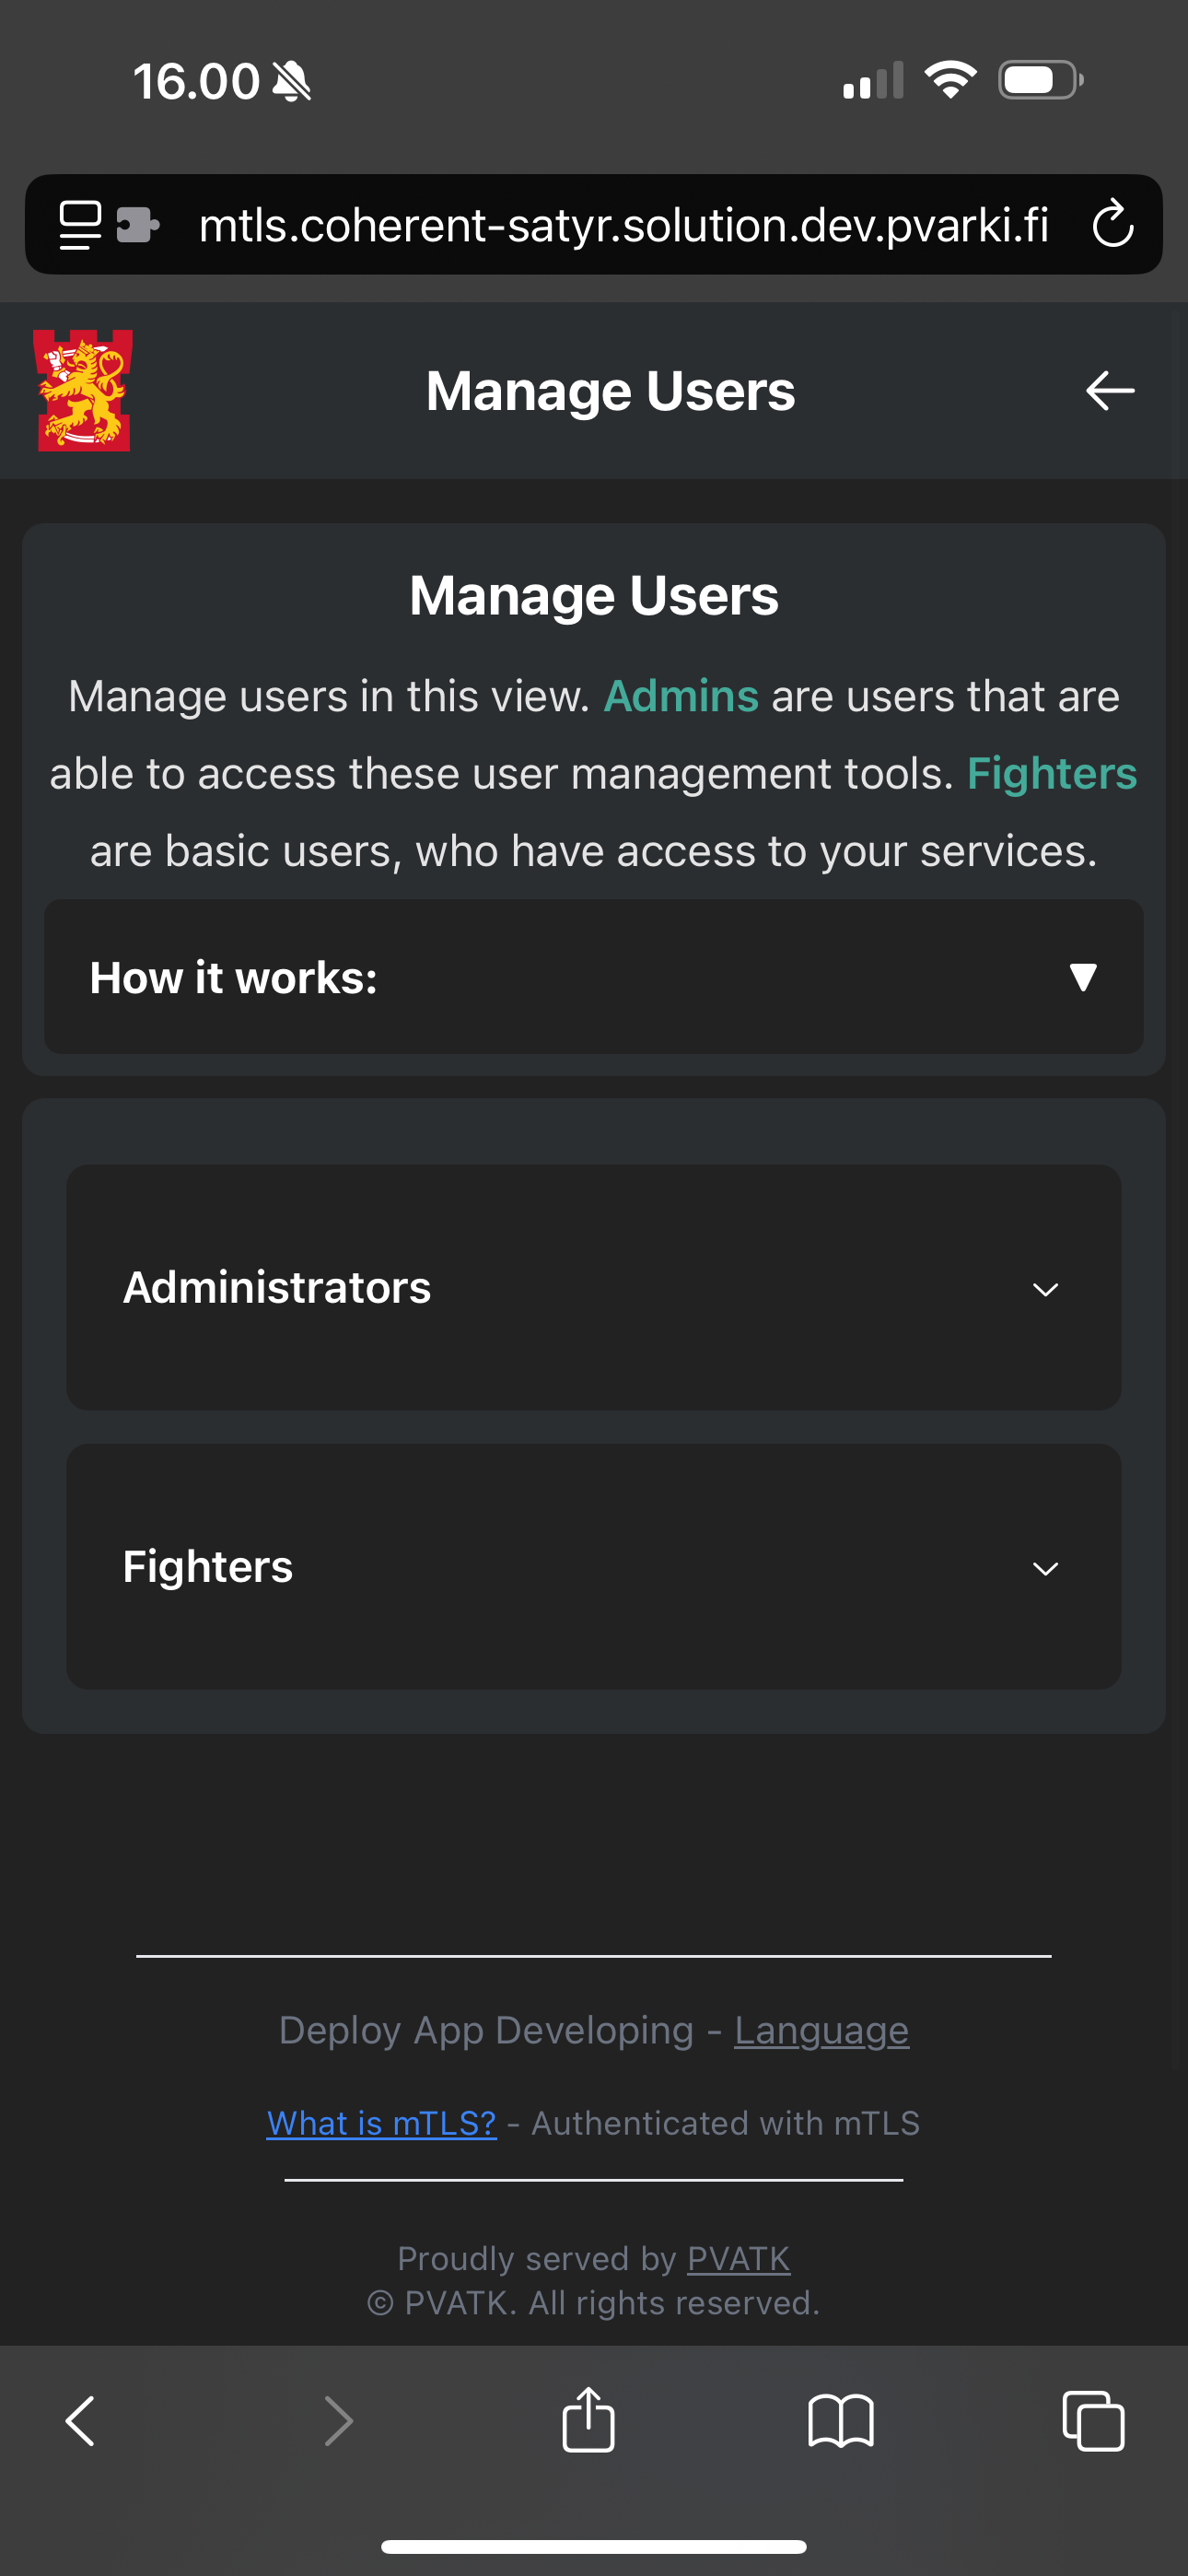 16.00
mtls.coherent-satyr.solution.dev.pvarki.fi
Manage Users
Manage Users
Manage users in this view. Admins are users that are
able to access these user management tools. Fighters
are basic users, who have access to your services.
How it works:
Administrators
Fighters
Deploy App Developing - Language
What is mTLS? - Authenticated with mTLS
Proudly served by PVATK
© PVATK. All rights reserved.